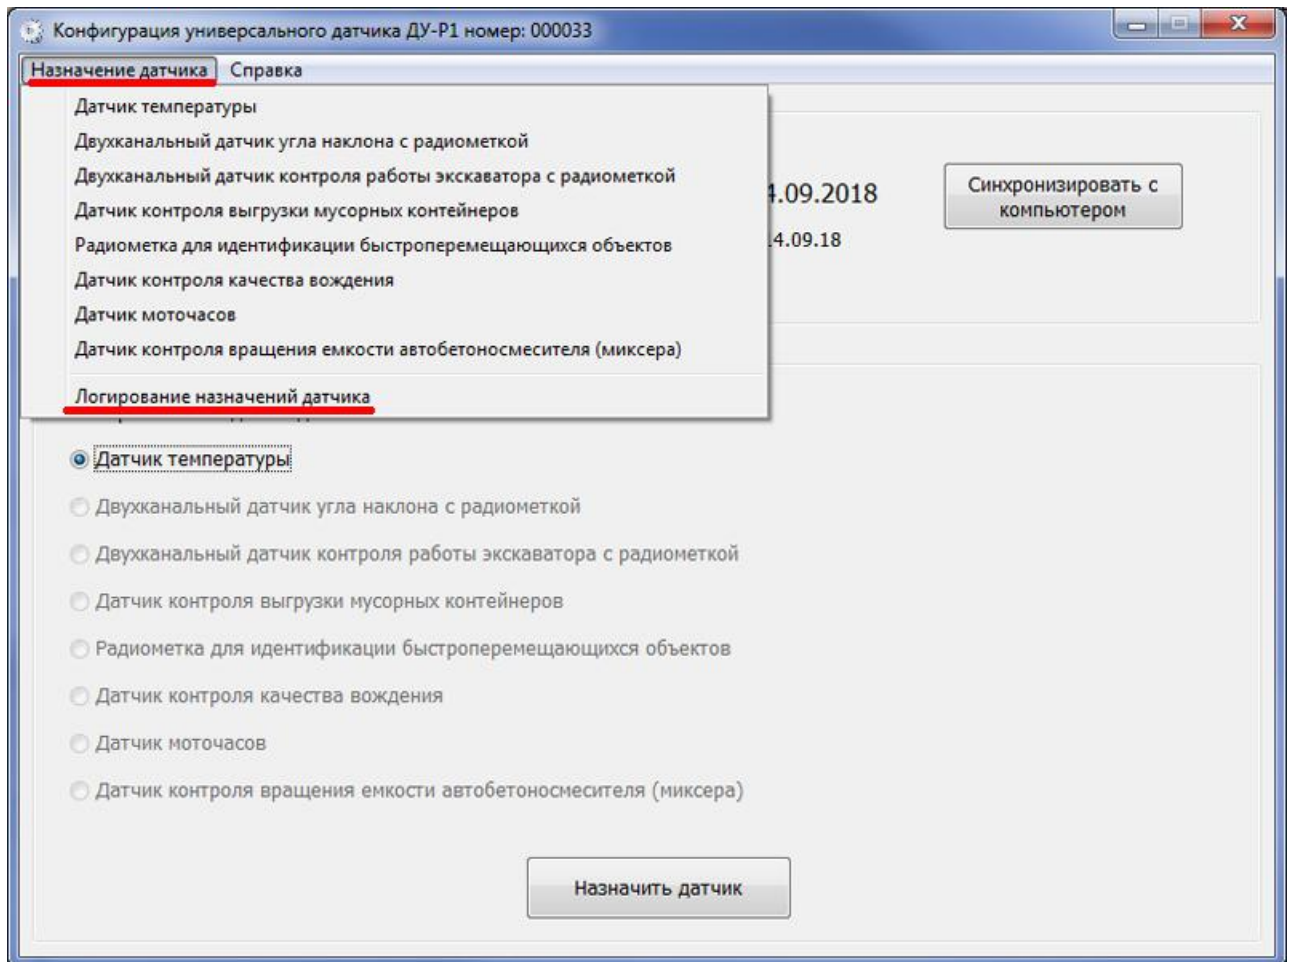 Конфигурация универсального датчика ДУ-Р1 номер: 000033
Назначение датчика Справка
Датчик температуры
Двухканальный датчик угла наклона с радиометкой
Двухканальный датчик контроля работы экскаватора с радиометкой
Датчик контроля выгрузки мусорных контейнеров
Радиометка для идентификации быстроперемещающихся объектов
Датчик контроля качества вождения
Датчик моточасов
Датчик контроля вращения емкости автобетоносмесителя (миксера)
Логирование назначений датчика
4.09.2018
4.09.18
Синхронизировать с
компьютером
Датчик температуры
Двухканальный датчик угла наклона с радиометкой
Двухканальный датчик контроля работы экскаватора с радиометкой
Датчик контроля выгрузки мусорных контейнеров
Радиометка для идентификации быстроперемещающихся объектов
Датчик контроля качества вождения
Датчик моточасов
Датчик контроля вращения емкости автобетоносмесителя (миксера)
Назначить датчик